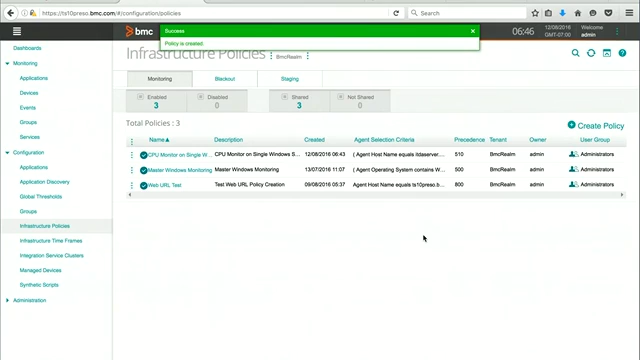 https://ts10preso.bmc.com/#/configuration/policies
Search
bmc
Success
Policy is created.
06:46
12/08/2016
GMT-07:00
Welcome
admin
Infrastructure Policies
BmcRealm
Dashboards
Monitoring
Applications
Devices
Events
Groups
Services
Configuration
Applications
Application Discovery
Global Thresholds
Groups
Infrastructure Policies
Infrastructure Time Frames
Integration Service Clusters
Managed Devices
Synthetic Scripts
Administration
Monitoring Blackout Staging
Enabled Disabled Shared Not Shared
3 0 3 0
Total Policies : 3
Create Policy
Name Description Created Agent Selection Criteria Precedence Tenant Owner User Group
CPU Monitor on Single W... CPU Monitor on Single Windows S... 12/08/2016 06:43 ( Agent Host Name equals itdaserver... 510 BmcRealm admin Administrators
Master Windows Monitoring Master Windows Monitoring 13/07/2016 11:07 ( Agent Operating System contains W... 500 BmcRealm admin Administrators
Web URL Test Test Web URL Policy Creation 09/08/2016 05:37 Agent Host Name equals ts10preso.b... 800 BmcRealm admin Administrators